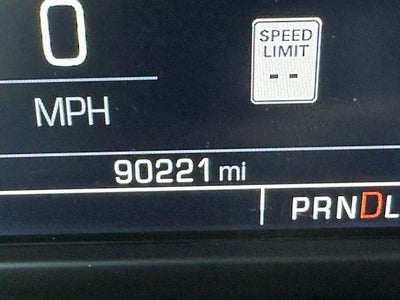 0
SPEED
LIMIT
--
MPH
90221 mi
PRNDL